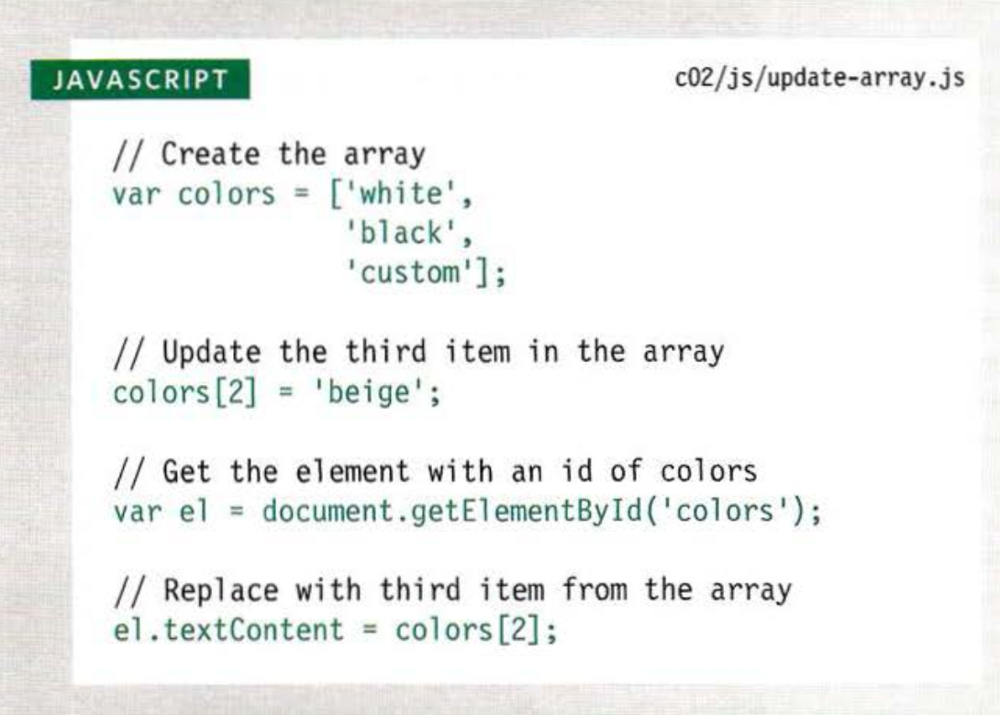 JAVASCRIPT c02/js/update-array.js
// Create the array
var colors = ['white',
'black',
'custom'];
// Update the third item in the array
colors[2] = 'beige';
// Get the element with an id of colors
var el = document.getElementById('colors');
// Replace with third item from the array
el.textContent = colors[2];